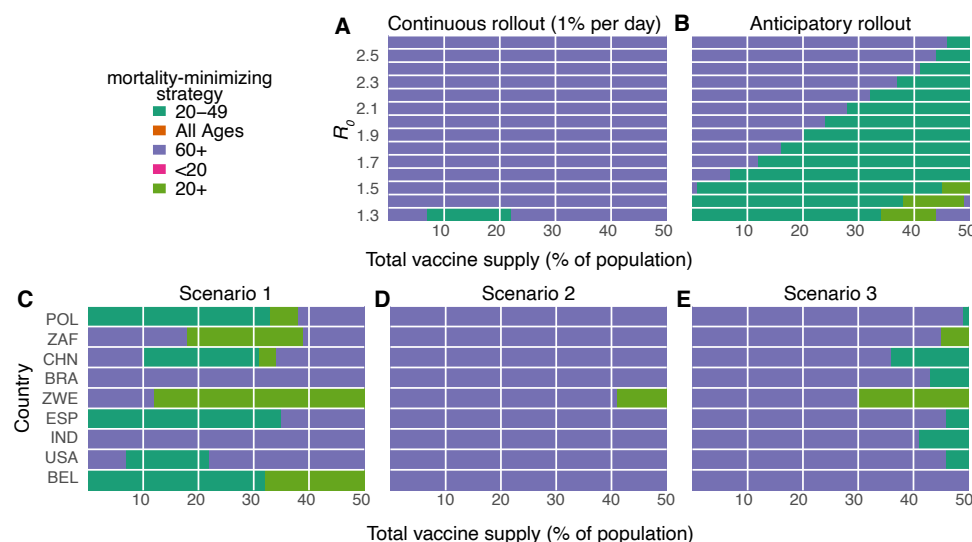 mortality-minimizing
strategy
20−49
All Ages
60+
<20
20+
A Continuous rollout (1% per day)
R0
2.5
2.3
2.1
1.9
1.7
1.5
1.3
10 20 30 40 50
B Anticipatory rollout
10 20 30 40 50
Total vaccine supply (% of population)
C Scenario 1
Country
POL
ZAF
CHN
BRA
ZWE
ESP
IND
USA
BEL
10 20 30 40 50
D Scenario 2
10 20 30 40 50
E Scenario 3
10 20 30 40 50
Total vaccine supply (% of population)